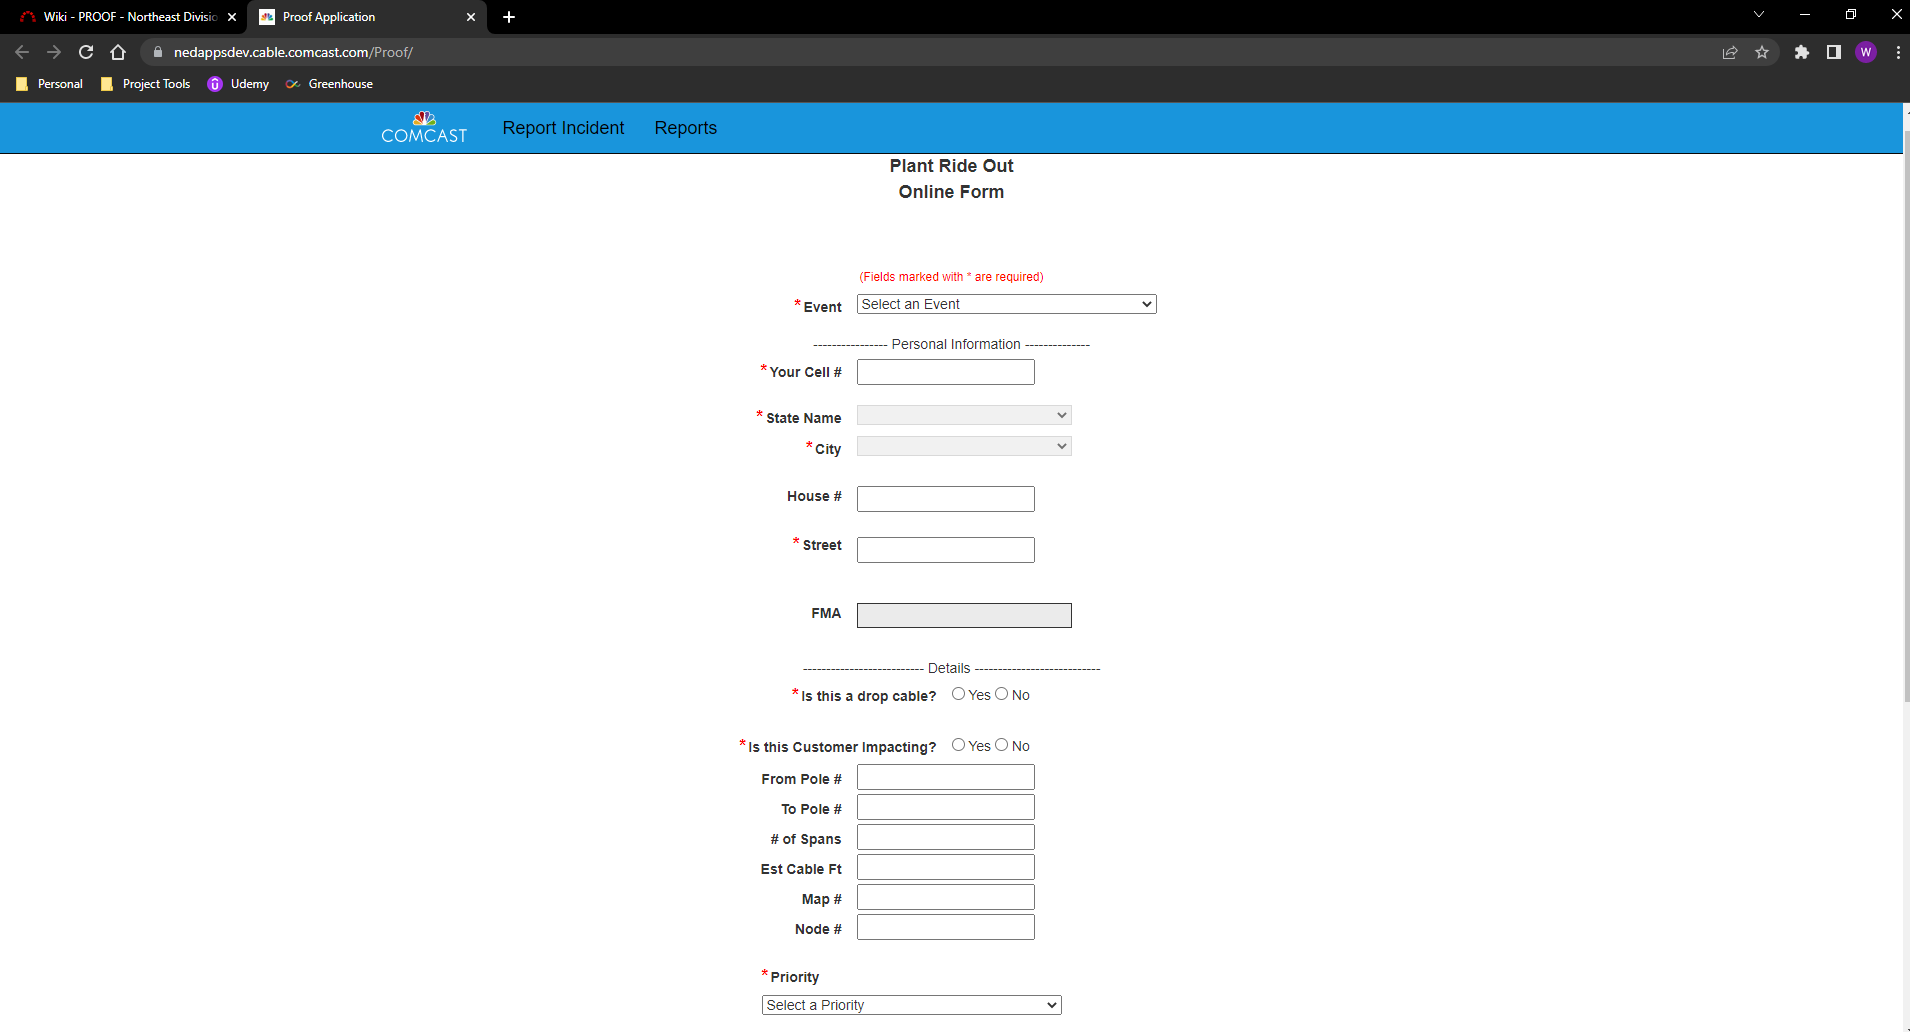 Wiki - PROOF - Northeast Divisio
Proof Application
nedappsdev.cable.comcast.com/Proof/
W
Personal
Project Tools
Udemy
Greenhouse
COMCAST
Report Incident
Reports
Plant Ride Out
Online Form
(Fields marked with * are required)
* Event Select an Event
---------------- Personal Information --------------
* Your Cell #
* State Name
* City
House #
* Street
FMA
-------------------------- Details ---------------------------
* Is this a drop cable? Yes No
* Is this Customer Impacting? Yes No
From Pole #
To Pole #
# of Spans
Est Cable Ft
Map #
Node #
* Priority
Select a Priority